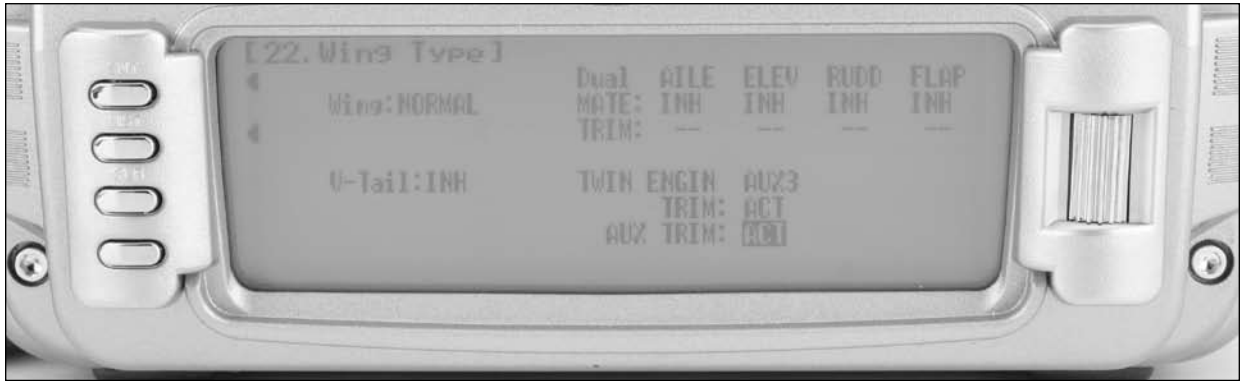 [22.Wing Type]
Dual AILE ELEV RUDD FLAP
Wing:NORMAL MATE: INH INH INH INH
TRIM: --- --- --- ---
V-Tail:INH TWIN ENGIN AUX3
TRIM: ACT
AUX TRIM: ACT